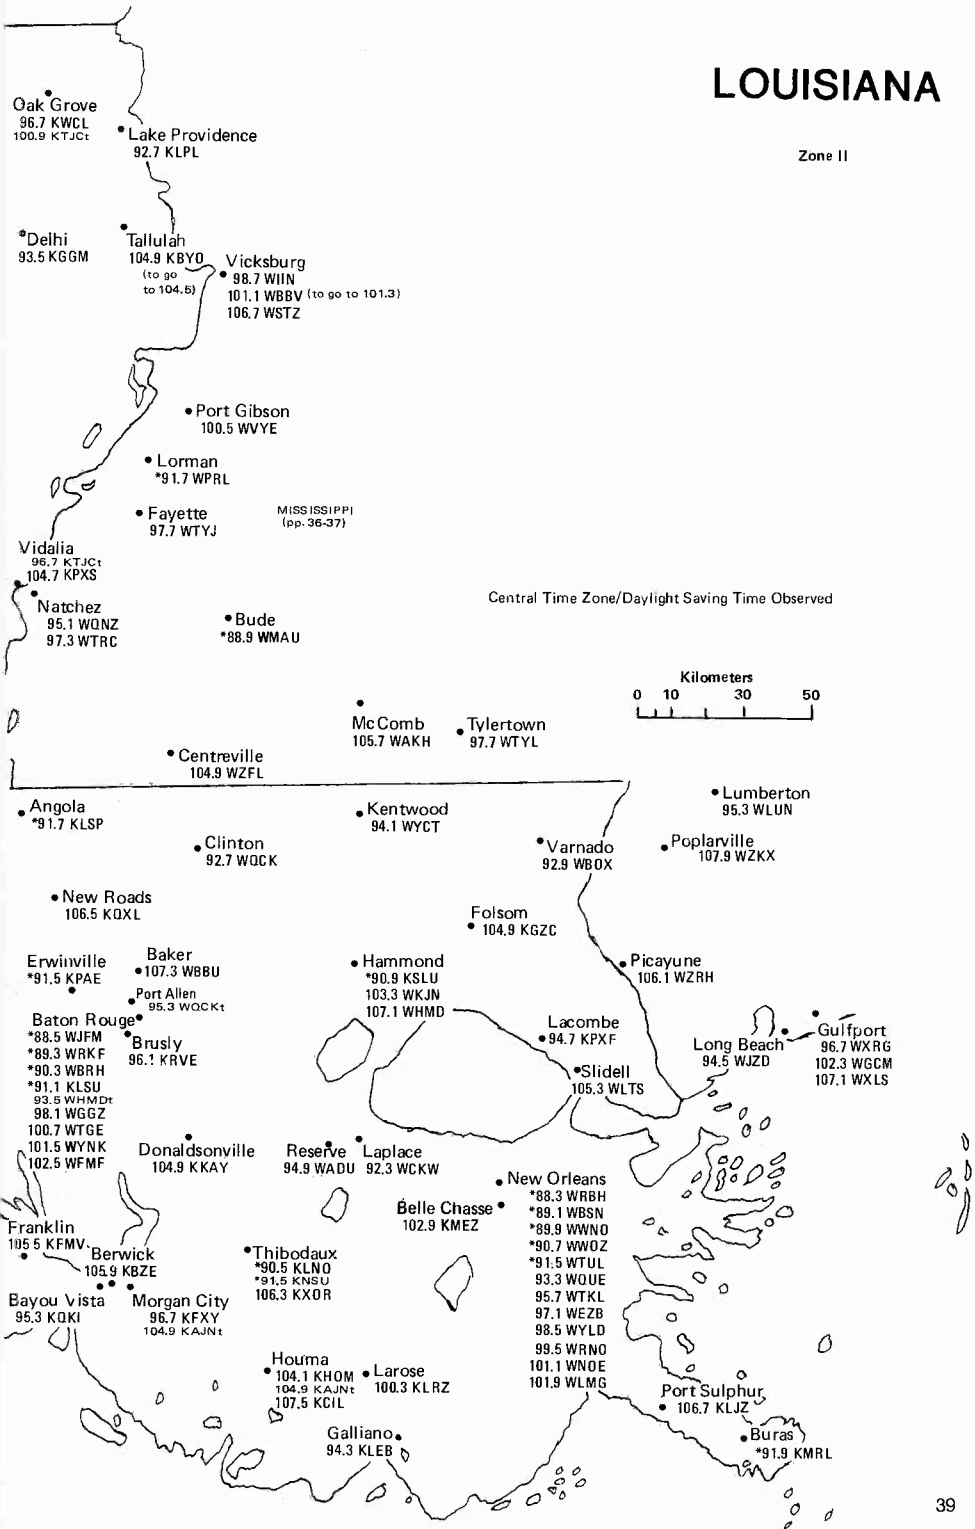 LOUISIANA
Zone II
Oak Grove
96.7 KWCL
100.9 KTJCt
Lake Providence
92.7 KLPL
Delhi
93.5 KGGM
Tallulah
104.9 KBYO
(to go
to 104.5)
Vicksburg
98.7 WIIN
101.1 WBBV (to go to 101.3)
106.7 WSTZ
Port Gibson
100.5 WVYE
Lorman
*91.7 WPRL
Fayette
97.7 WTYJ
MISSISSIPPI
(pp. 36-37)
Vidalia
96.7 KTJCt
104.7 KPXS
Natchez
95.1 WQNZ
97.3 WTRC
Bude
*88.9 WMAU
Central Time Zone/Daylight Saving Time Observed
Kilometers
0 10 30 50
McComb
105.7 WAKH
Tylertown
97.7 WTYL
Centreville
104.9 WZFL
Angola
*91.7 KLSP
Kentwood
94.1 WYCT
Lumberton
95.3 WLUN
Clinton
92.7 WQCK
Varnado
92.9 WBOX
Poplarville
107.9 WZKX
New Roads
106.5 KQXL
Folsom
104.9 KGZC
Erwinville
*91.5 KPAE
Baker
107.3 WBBU
Port Allen
95.3 WQCKt
Hammond
*90.9 KSLU
103.3 WKJN
107.1 WHMD
Picayune
106.1 WZRH
Baton Rouge
*88.5 WJFM
*89.3 WRKF
*90.3 WBRH
*91.1 KLSU
93.5 WHMDt
98.1 WGGZ
100.7 WTGE
101.5 WYNK
102.5 WFMF
Brusly
96.1 KRVE
Lacombe
94.7 KPXF
Slidell
105.3 WLTS
Long Beach
94.5 WJZD
Gulfport
96.7 WXRG
102.3 WGCM
107.1 WXLS
Donaldsonville
104.9 KKAY
Reserve
94.9 WADU
Laplace
92.3 WCKW
New Orleans
*88.3 WRBH
*89.1 WBSN
*89.9 WWNO
*90.7 WWOZ
*91.5 WTUL
93.3 WQUE
95.7 WTKL
97.1 WEZB
98.5 WYLD
99.5 WRNO
101.1 WNOE
101.9 WLMG
Belle Chasse
102.9 KMEZ
Franklin
105.5 KFMV
Berwick
105.9 KBZE
Thibodaux
*90.5 KLNQ
*91.5 KNSU
106.3 KXOR
Bayou Vista
95.3 KQKI
Morgan City
96.7 KFXY
104.9 KAJNt
Houma
104.1 KHOM
104.9 KAJNt
107.5 KCIL
Larose
100.3 KLRZ
Port Sulphur
106.7 KLJZ
Galliano
94.3 KLEB
Buras
*91.9 KMRL
39